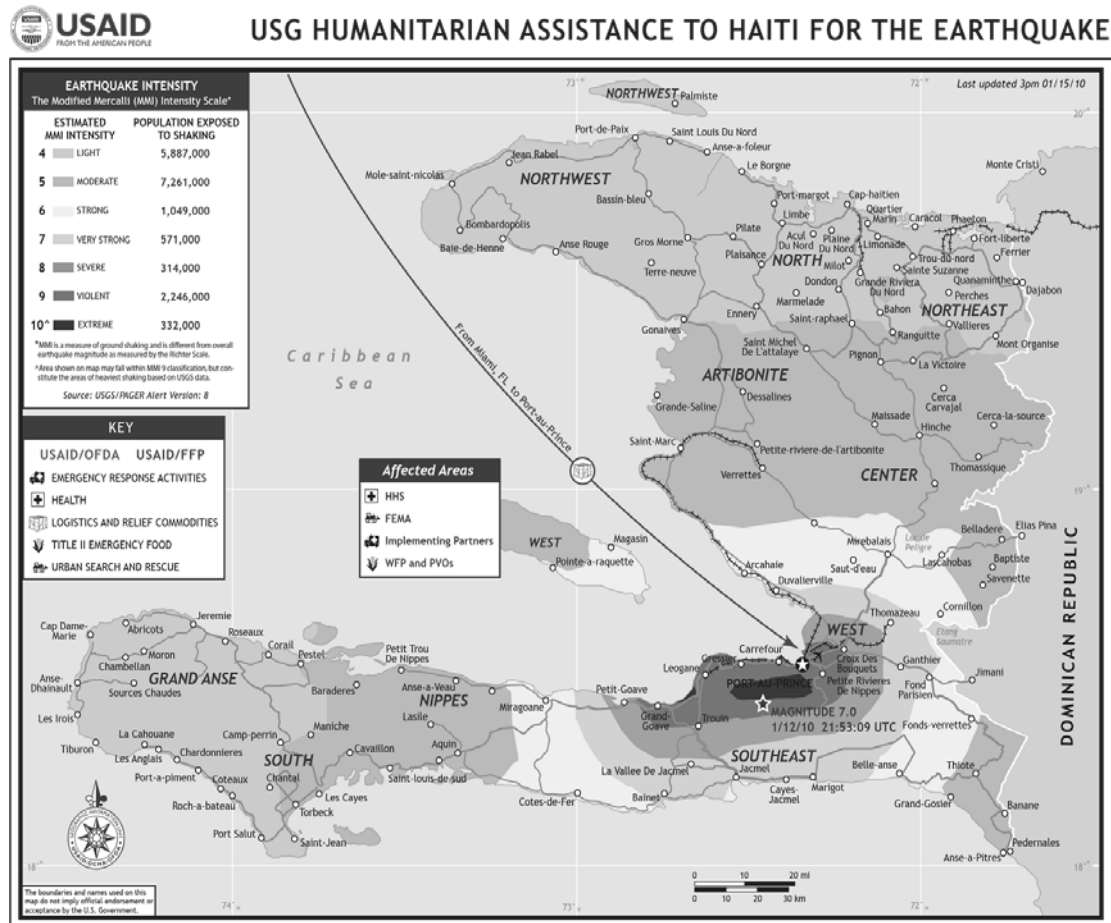 USAID
FROM THE AMERICAN PEOPLE
USG HUMANITARIAN ASSISTANCE TO HAITI FOR THE EARTHQUAKE
Last updated 3pm 01/15/10
EARTHQUAKE INTENSITY
The Modified Mercalli (MMI) Intensity Scale*
ESTIMATED MMI INTENSITY
POPULATION EXPOSED TO SHAKING
4 LIGHT 5,887,000
5 MODERATE 7,261,000
6 STRONG 1,049,000
7 VERY STRONG 571,000
8 SEVERE 314,000
9 VIOLENT 2,246,000
10^ EXTREME 332,000
*MMI is a measure of ground shaking and is different from overall
earthquake magnitude as measured by the Richter Scale.
^Area shown on map may fall within MMI 9 classification, but con-
stitute the areas of heaviest shaking based on USGS data.
Source: USGS/PAGER Alert Version: 8
KEY
USAID/OFDA USAID/FFP
EMERGENCY RESPONSE ACTIVITIES
HEALTH
LOGISTICS AND RELIEF COMMODITIES
TITLE II EMERGENCY FOOD
URBAN SEARCH AND RESCUE
Affected Areas
HHS
FEMA
Implementing Partners
WFP and PVOs
From Miami, FL to Port-au-Prince
Caribbean
Sea
73°
72°
20°
NORTHWEST
Palmiste
Port-de-Paix
Saint Louis Du Nord
Anse-a-foleur
Jean Rabel
Le Borgne
Monte Cristi
Mole-saint-nicolas
NORTHWEST
Bassin-bleu
Port-margot
Cap-haitien
Limbe
Quartier
Marin
Caracol
Phaeton
Fort-liberte
Bombardopolis
Baie-de-Henne
Anse Rouge
Gros Morne
Pilate
Acul
Du Nord
Plaine
Du Nord
Limonade
Ferrier
Terre-neuve
Plaisance
NORTH
Milot
Trou-du-nord
Sainte Suzanne
Quanaminthe
Dajabon
Dondon
Grande Riviera
Du Nord
Perches
Marmelade
NORTHEAST
Ennery
Saint-raphael
Bahon
Vallieres
Gonaives
Ranguitte
Mont Organise
Saint Michel
De L'attalaye
Pignon
La Victoire
ARTIBONITE
Grande-Saline
Dessalines
Cerca
Carvajal
Maissade
Cerca-la-source
Hinche
Saint-Marc
Petite-riviere-de-l'artibonite
Verrettes
CENTER
Thomassique
19°
WEST
Magasin
Pointe-a-raquette
Mirebalais
Lac de
Peligre
Belladere
Elias Pina
Saut-d'eau
Lascahobas
Baptiste
Savenette
Arcahaie
Duvalierville
Cornillon
Thomazeau
WEST
Etang
Saumatre
DOMINICAN REPUBLIC
Cap Dame-
Marie
Abricots
Jeremie
Roseaux
Corail
Pestel
Moron
Chambellan
Anse-
Dhainault
Sources Chaudes
GRAND ANSE
Petit Trou
De Nippes
Baraderes
Anse-a-Veau
NIPPES
Miragoane
Petit-Goave
Grand-
Goave
Leogane
Gressier
Carrefour
PORT-AU-PRINCE
Croix Des
Bouquets
Petite Rivieres
De Nippes
Ganthier
Jimani
Fond
Parisien
MAGNITUDE 7.0
1/12/10 21:53:09 UTC
Trouin
Fonds-verrettes
Les Irois
Tiburon
La Cahouane
Les Anglais
Chardonnieres
Port-a-piment
Camp-perrin
Maniche
Lasile
Cavaillon
Aquin
SOUTH
Coteaux
Chantal
Saint-louis-de-sud
Roch-a-bateau
Les Cayes
Torbeck
Port Salut
Saint-Jean
SOUTHEAST
La Vallee De Jacmel
Jacmel
Belle-anse
Thiote
Cotes-de-Fer
Bainet
Cayes-
Jacmel
Marigot
Grand-Gosier
Banane
Pedernales
Anse-a-Pitres
18°
18°
0 10 20 mi
0 10 20 30 km
USAID-DCHA-OFDA
The boundaries and names used on this
map do not imply official endorsement or
acceptance by the U.S. Government.
74°
73°
72°